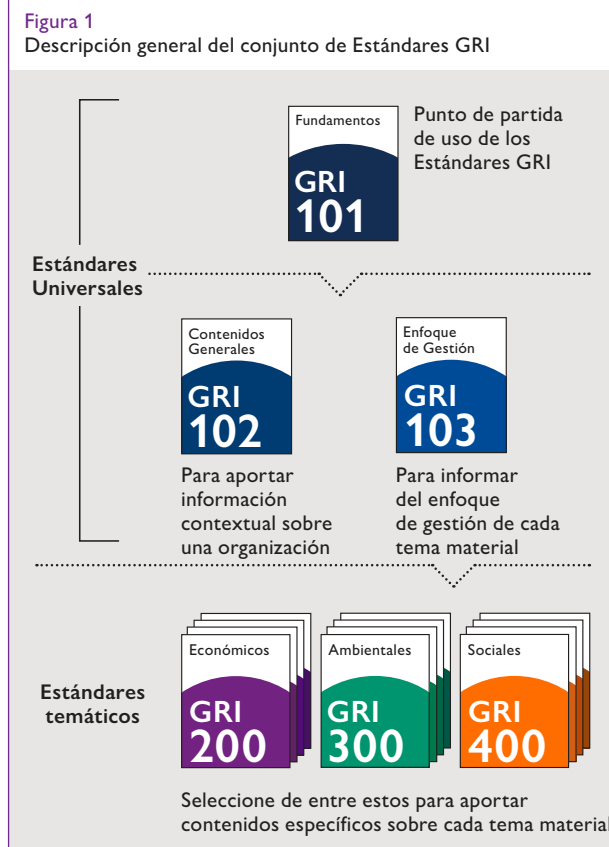 Figura 1
Descripción general del conjunto de Estándares GRI
Fundamentos
GRI
101
Punto de partida
de uso de los
Estándares GRI
Estándares
Universales
Contenidos
Generales
GRI
102
Para aportar
información
contextual sobre
una organización
Enfoque
de Gestión
GRI
103
Para informar
del enfoque
de gestión de cada
tema material
Estándares
temáticos
Económicos
GRI
200
Ambientales
GRI
300
Sociales
GRI
400
Seleccione de entre estos para aportar
contenidos específicos sobre cada tema material